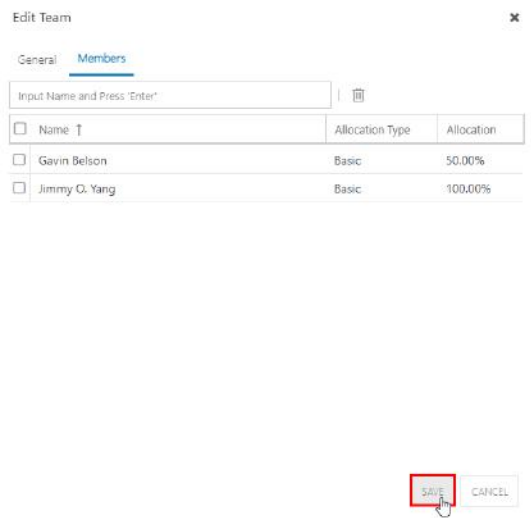 Edit Team
General Members
Input Name and Press 'Enter'
Name ↑ Allocation Type Allocation
Gavin Belson Basic 50.00%
Jimmy O. Yang Basic 100.00%
SAVE CANCEL